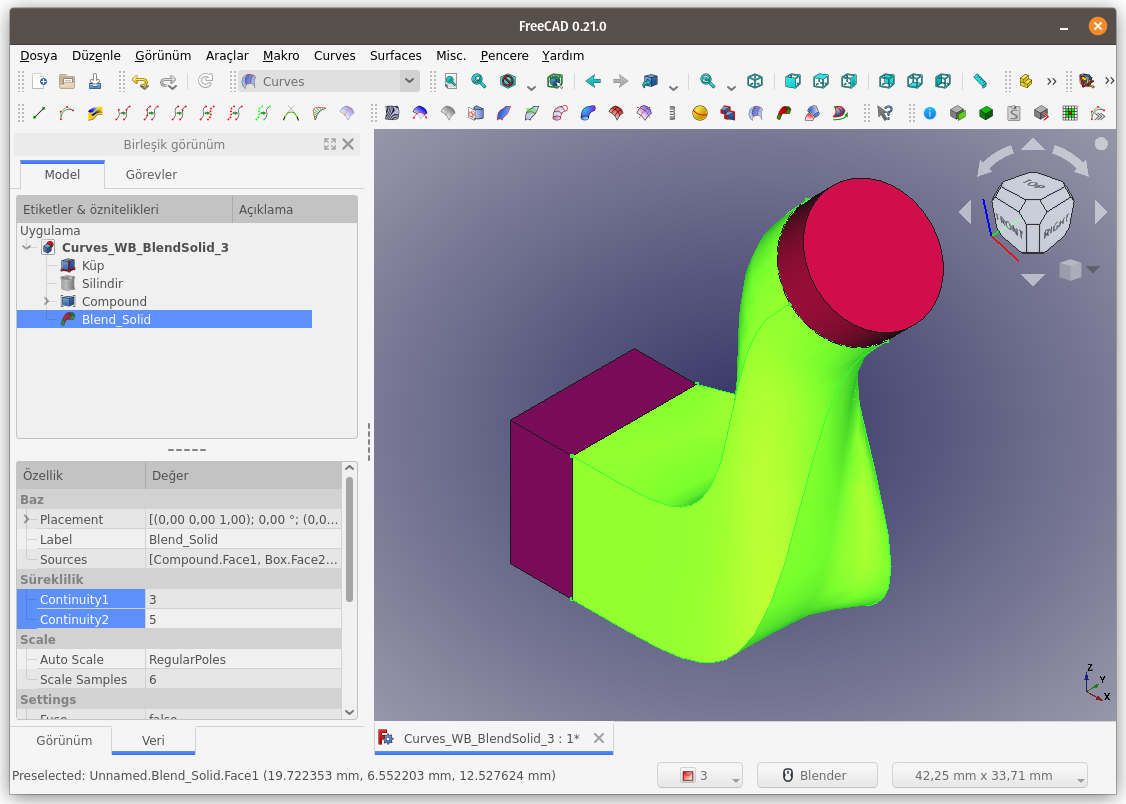 FreeCAD 0.21.0
Dosya Düzenle Görünüm Araçlar Makro Curves Surfaces Misc. Pencere Yardım
Curves
Birleşik görünüm
Model Görevler
Etiketler & öznitelikleri Açıklama
Uygulama
Curves_WB_BlendSolid_3
Küp
Silindir
Compound
Blend_Solid
Özellik Değer
Baz
Placement [(0,00 0,00 1,00); 0,00 °; (0,0...
Label Blend_Solid
Sources [Compound.Face1, Box.Face2...
Süreklilik
Continuity1 3
Continuity2 5
Scale
Auto Scale RegularPoles
Scale Samples 6
Settings
Fuse false
Görünüm Veri
TOP
FRONT RIGHT
Z
Y
X
Curves_WB_BlendSolid_3 : 1*
Preselected: Unnamed.Blend_Solid.Face1 (19.722353 mm, 6.552203 mm, 12.527624 mm)
3 Blender 42,25 mm x 33,71 mm